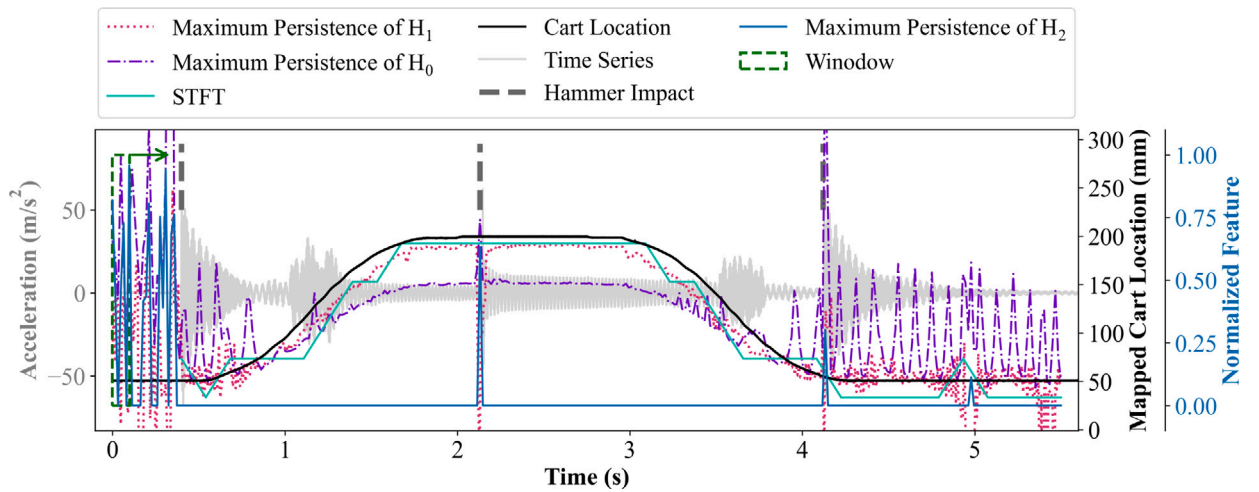 Maximum Persistence of H1
Maximum Persistence of H0
STFT
Cart Location
Time Series
Hammer Impact
Maximum Persistence of H2
Winodow
Acceleration (m/s²)
50
0
−50
0
1
2
3
4
5
Time (s)
300
250
200
150
100
50
0
Mapped Cart Location (mm)
1.00
0.75
0.50
0.25
0.00
Normalized Feature